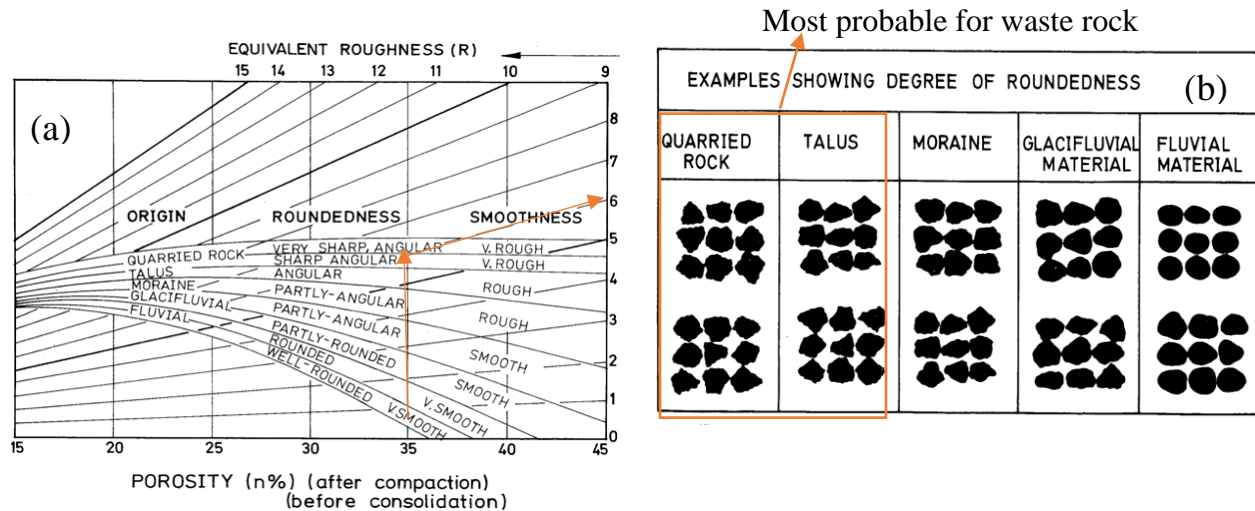 Most probable for waste rock
EQUIVALENT ROUGHNESS (R)
15 14 13 12 11 10 9
(a)
8
7
6
5
4
3
2
1
0
ORIGIN ROUNDEDNESS SMOOTHNESS
QUARRIED ROCK VERY SHARP, ANGULAR V. ROUGH
TALUS SHARP ANGULAR V. ROUGH
MORAINE ANGULAR ROUGH
GLACIFLUVIAL PARTLY-ANGULAR ROUGH
FLUVIAL PARTLY-ANGULAR SMOOTH
PARTLY-ROUNDED SMOOTH
ROUNDED V. SMOOTH
WELL-ROUNDED V. SMOOTH
15 20 25 30 35 40 45
POROSITY (n%) (after compaction)
(before consolidation)
EXAMPLES SHOWING DEGREE OF ROUNDEDNESS
(b)
QUARRIED
ROCK
TALUS
MORAINE
GLACIFLUVIAL
MATERIAL
FLUVIAL
MATERIAL